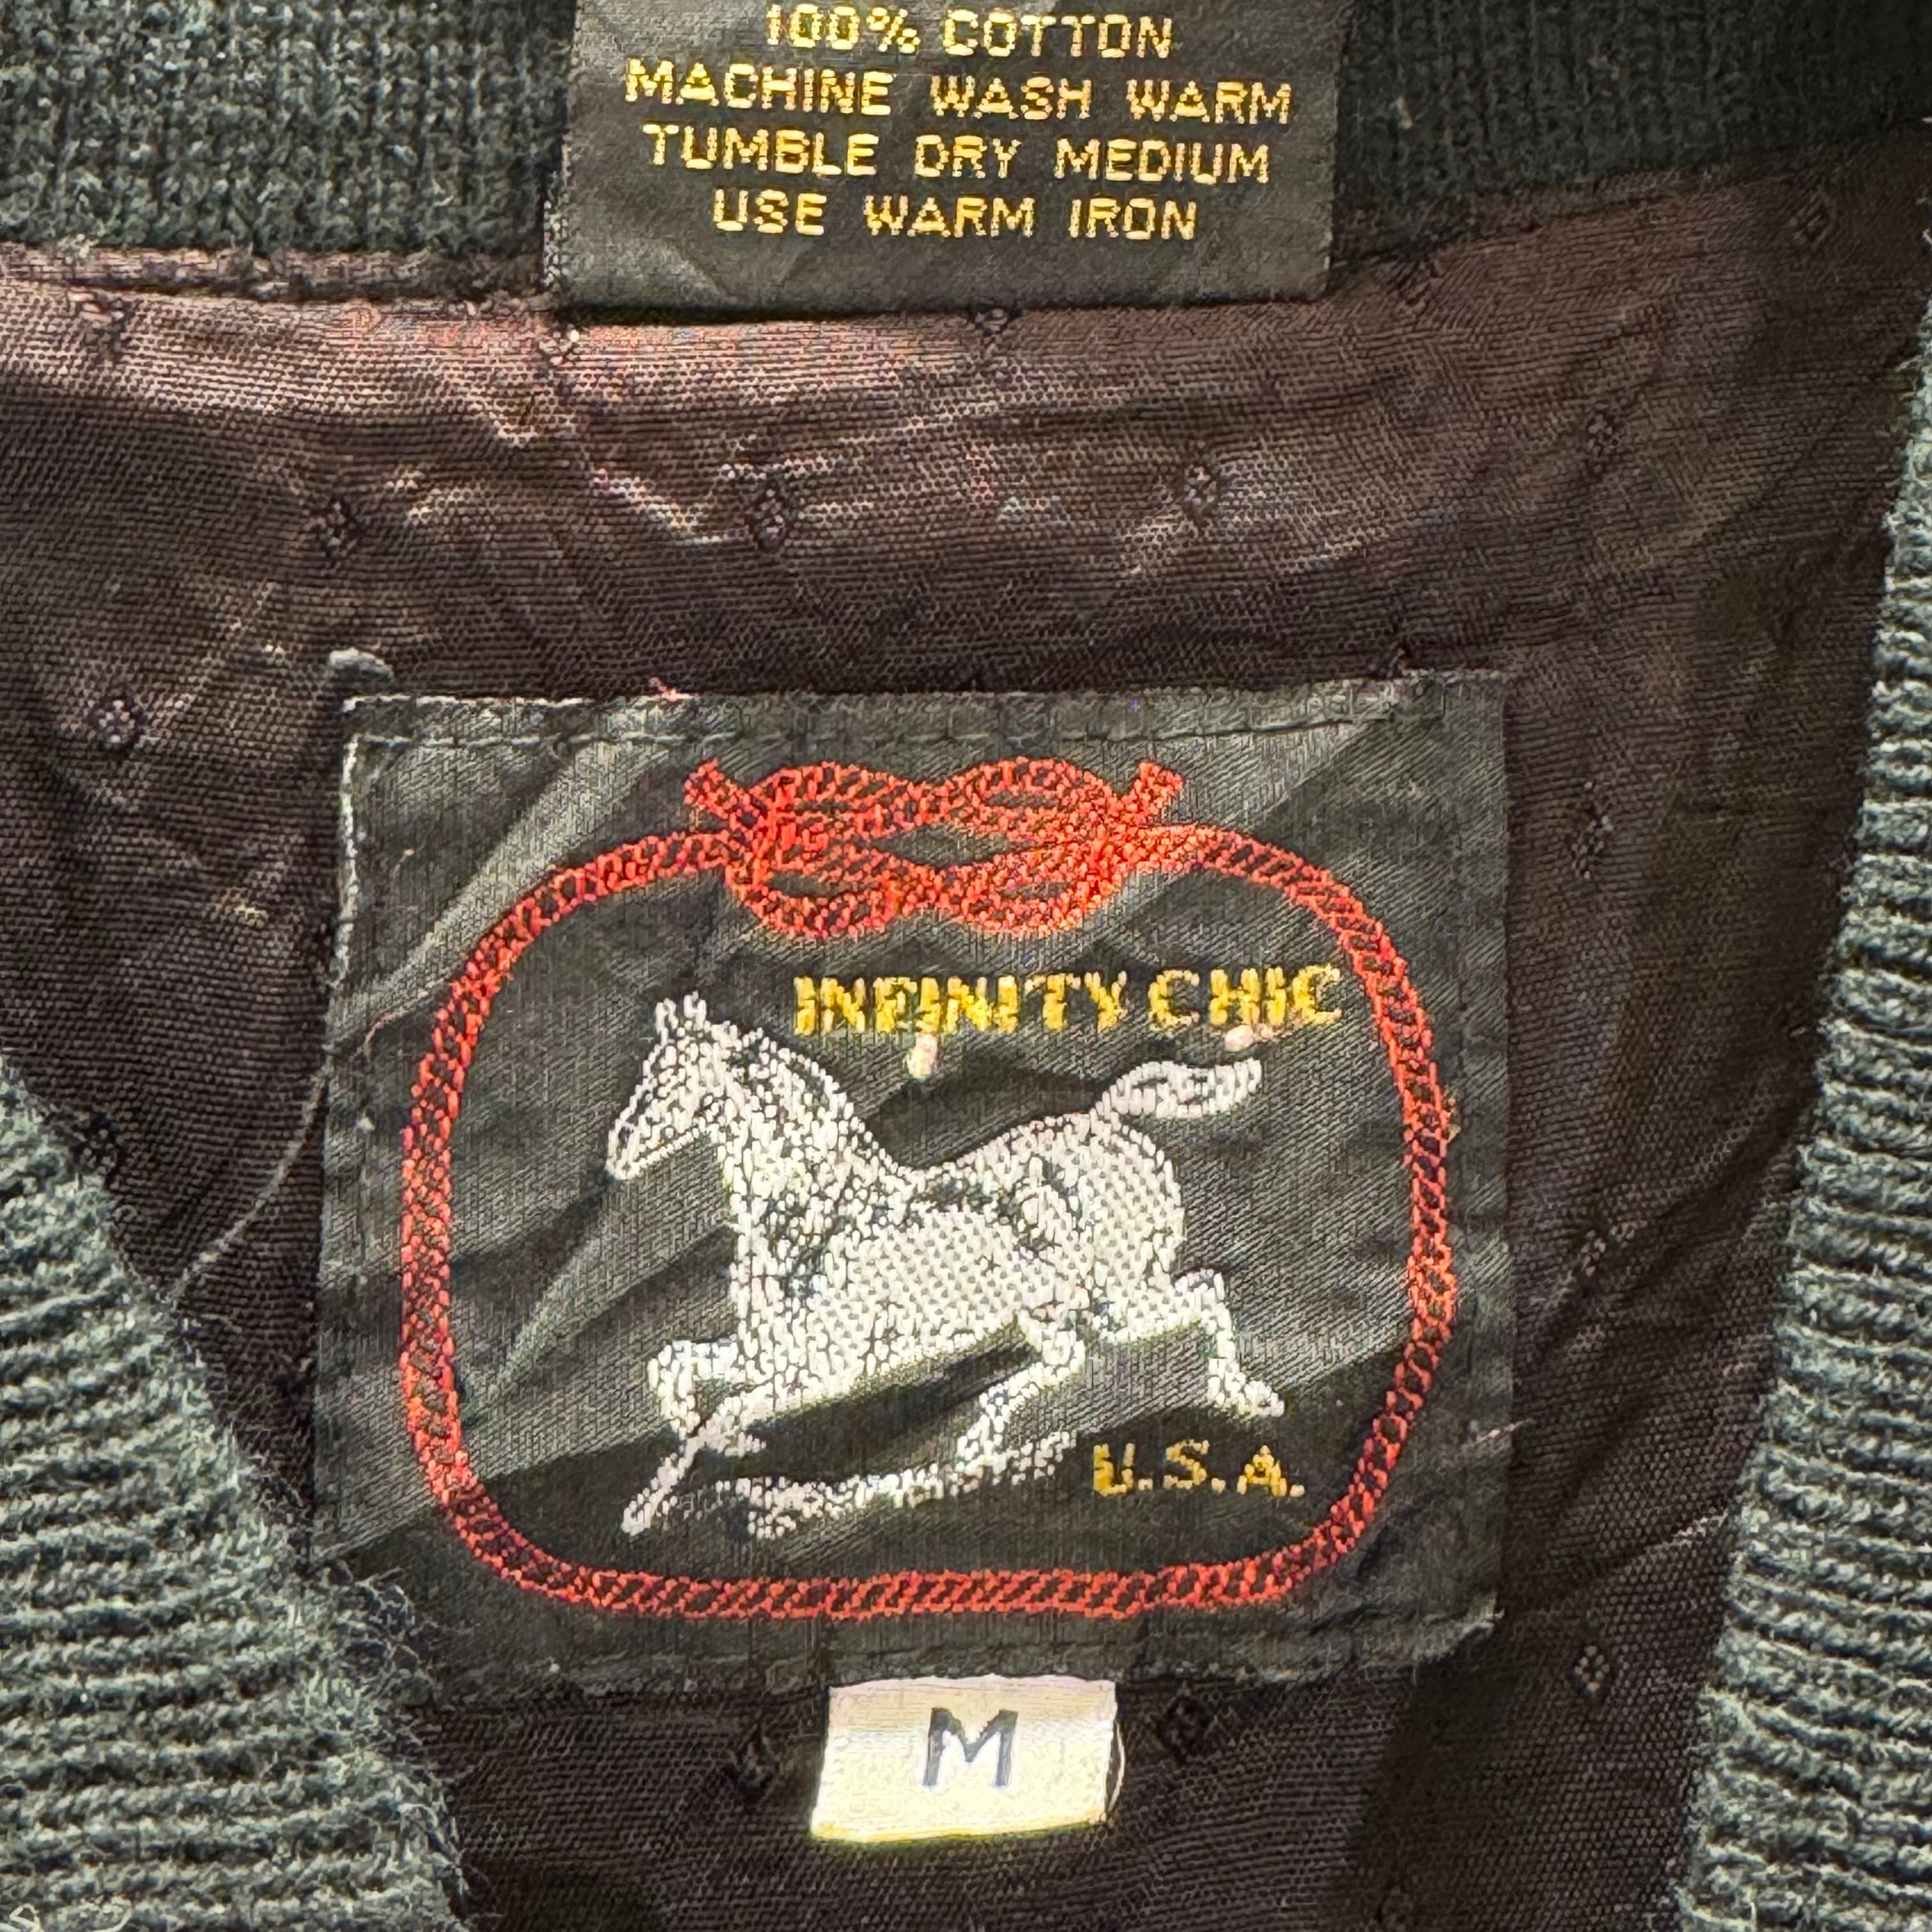 100% COTTON
MACHINE WASH WARM
TUMBLE DRY MEDIUM
USE WARM IRON
INFINITY CHIC
U.S.A.
M